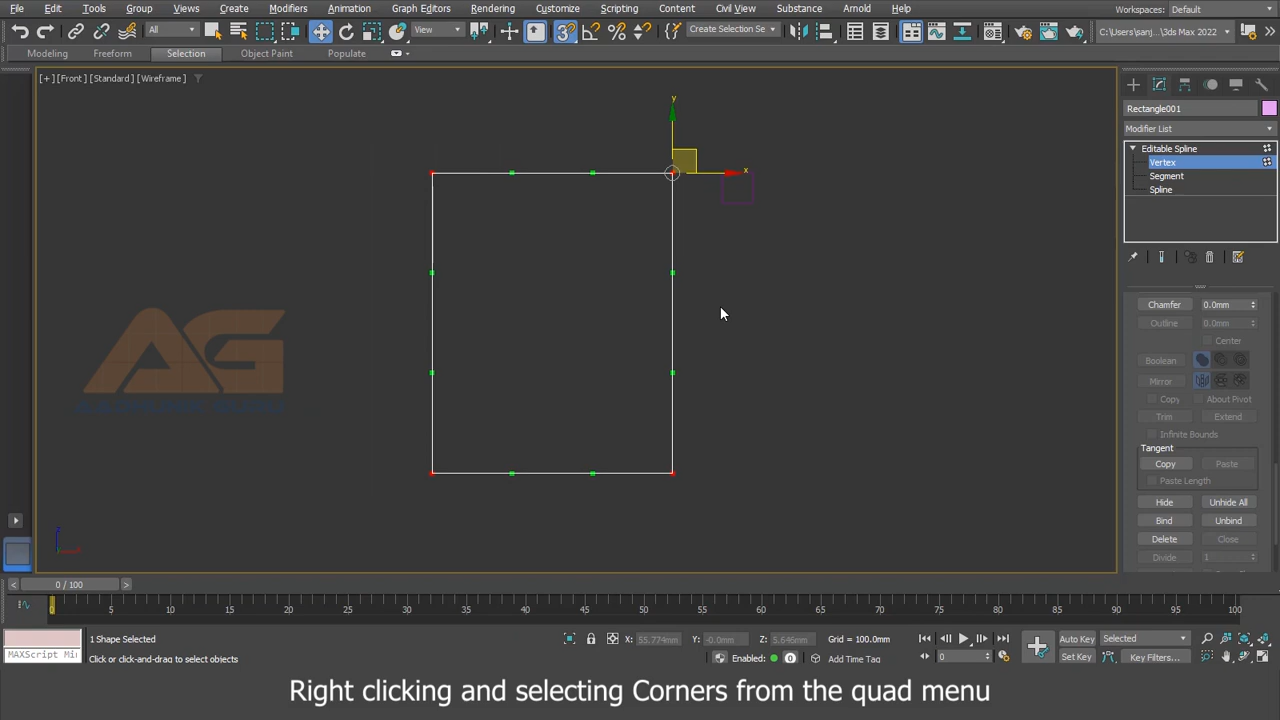 File Edit Tools Group Views Create Modifiers Animation Graph Editors Rendering Customize Scripting Content Civil View Substance Arnold Help
Workspaces: Default
All View Create Selection Se C:\Users\sanj... 3ds Max 2022
Modeling Freeform Selection Object Paint Populate
[+] [Front] [Standard] [Wireframe]
y
x
AG
z
Rectangle001
Modifier List
Editable Spline
Vertex
Segment
Spline
Chamfer 0.0mm
Outline 0.0mm
Center
Boolean
Mirror
Copy About Pivot
Trim Extend
Infinite Bounds
Tangent
Copy Paste
Paste Length
Hide Unhide All
Bind Unbind
Delete Close
Divide 1
< 0 / 100 >
0 5 10 15 20 25 30 35 40 45 50 55 60 65 70 75 80 85 90 95 100
1 Shape Selected
X: 55.774mm Y: -0.0mm Z: 5.646mm Grid = 100.0mm
Auto Key Selected
MAXScript Mi
Click or click-and-drag to select objects
Enabled: 0 Add Time Tag
0
Set Key Key Filters...
Right clicking and selecting Corners from the quad menu